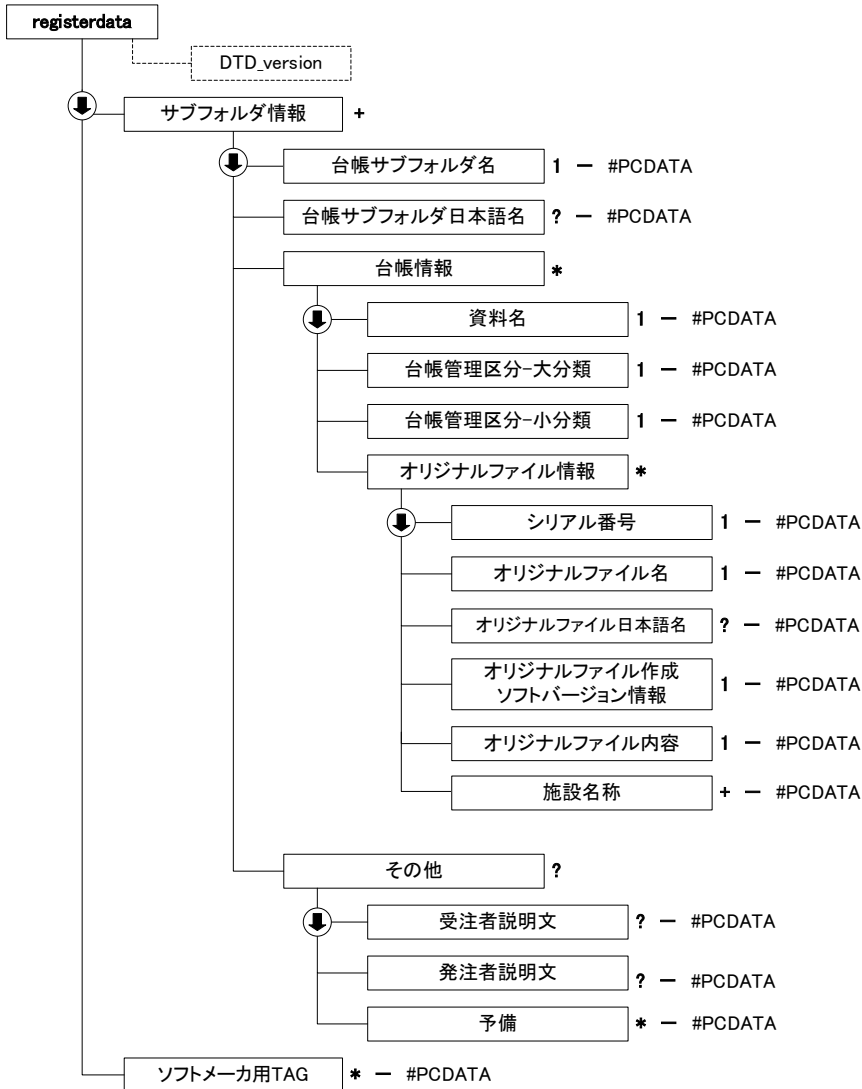 registerdata
DTD_version
サブフォルダ情報 +
台帳サブフォルダ名 1 － #PCDATA
台帳サブフォルダ日本語名 ? － #PCDATA
台帳情報 *
資料名 1 － #PCDATA
台帳管理区分-大分類 1 － #PCDATA
台帳管理区分-小分類 1 － #PCDATA
オリジナルファイル情報 *
シリアル番号 1 － #PCDATA
オリジナルファイル名 1 － #PCDATA
オリジナルファイル日本語名 ? － #PCDATA
オリジナルファイル作成
ソフトバージョン情報 1 － #PCDATA
オリジナルファイル内容 1 － #PCDATA
施設名称 + － #PCDATA
その他 ?
受注者説明文 ? － #PCDATA
発注者説明文 ? － #PCDATA
予備 * － #PCDATA
ソフトメーカ用TAG * － #PCDATA